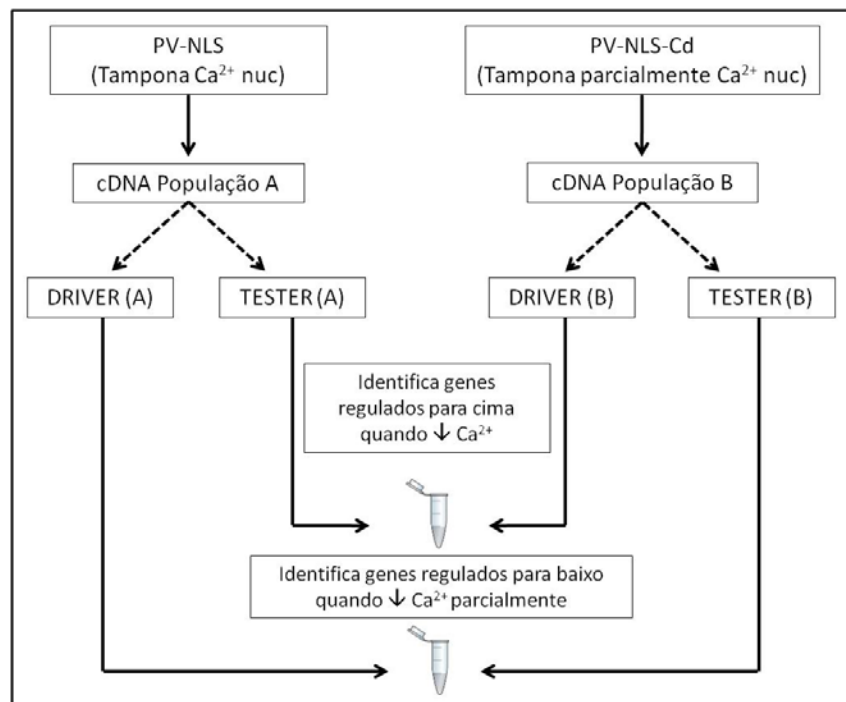 PV-NLS
(Tampona Ca²⁺ nuc)
PV-NLS-Cd
(Tampona parcialmente Ca²⁺ nuc)
cDNA População A
cDNA População B
DRIVER (A)
TESTER (A)
DRIVER (B)
TESTER (B)
Identifica genes
regulados para cima
quando ↓ Ca²⁺
Identifica genes regulados para baixo
quando ↓ Ca²⁺ parcialmente